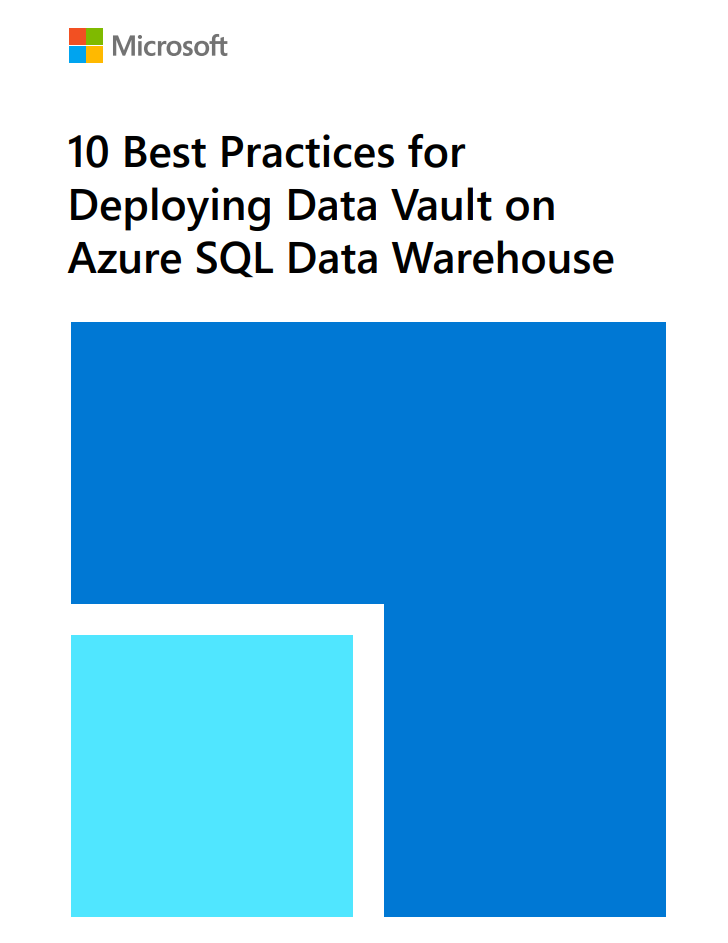 Microsoft
10 Best Practices for
Deploying Data Vault on
Azure SQL Data Warehouse